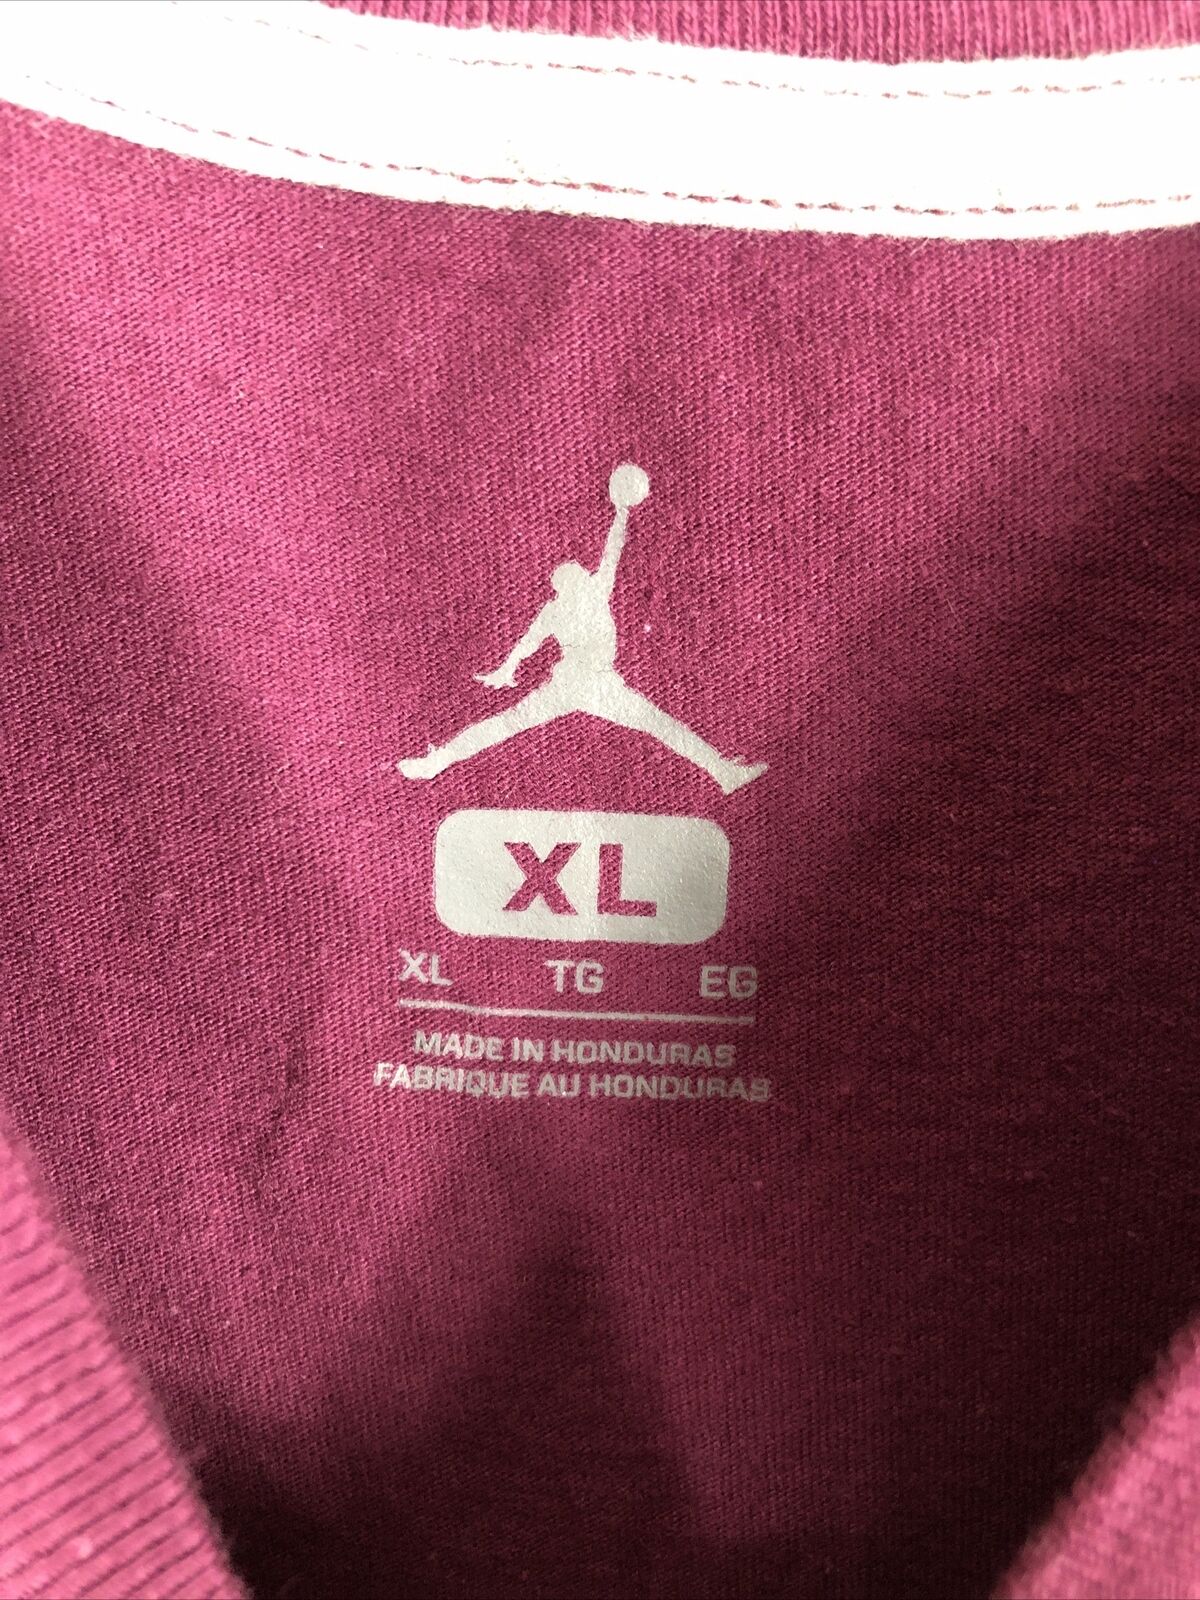 XL
XL TG EG
MADE IN HONDURAS
FABRIQUE AU HONDURAS